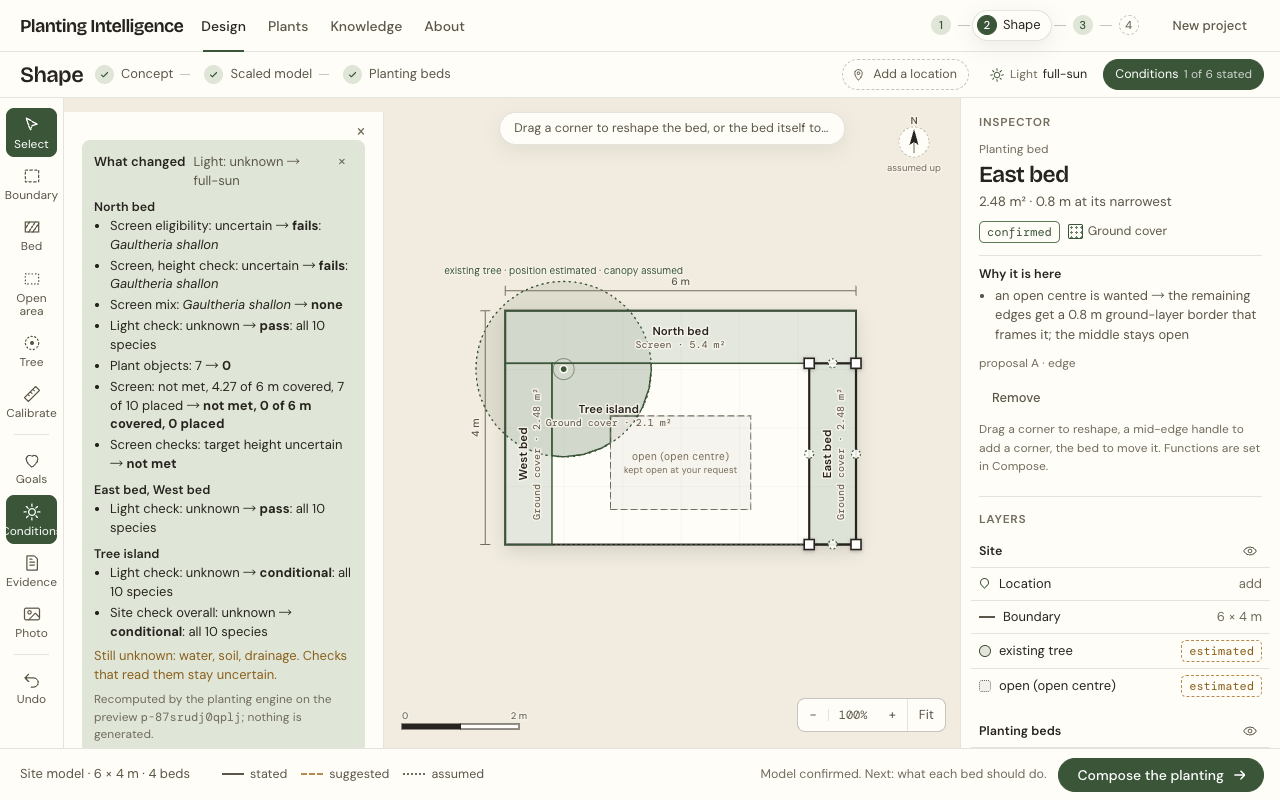 Planting Intelligence
Design
Plants
Knowledge
About
1
2 Shape
3
4
New project
Shape
Concept
Scaled model
Planting beds
Add a location
Light full-sun
Conditions 1 of 6 stated
Select
Boundary
Bed
Open
area
Tree
Calibrate
Goals
Conditions
Evidence
Photo
Undo
×
What changed Light: unknown →
full-sun
×
North bed
• Screen eligibility: uncertain → fails:
Gaultheria shallon
• Screen, height check: uncertain → fails:
Gaultheria shallon
• Screen mix: Gaultheria shallon → none
• Light check: unknown → pass: all 10
species
• Plant objects: 7 → 0
• Screen: not met, 4.27 of 6 m covered, 7
of 10 placed → not met, 0 of 6 m
covered, 0 placed
• Screen checks: target height uncertain
→ not met
East bed, West bed
• Light check: unknown → pass: all 10
species
Tree island
• Light check: unknown → conditional: all
10 species
• Site check overall: unknown →
conditional: all 10 species
Still unknown: water, soil, drainage. Checks
that read them stay uncertain.
Recomputed by the planting engine on the
preview p-87srudj0qplj; nothing is
generated.
Drag a corner to reshape the bed, or the bed itself to…
N
assumed up
existing tree · position estimated · canopy assumed
6 m
4 m
North bed
Screen · 5.4 m²
Tree island
Ground cover · 2.1 m²
West bed
Ground cover · 2.48 m²
open (open centre)
kept open at your request
East bed
Ground cover · 2.48 m²
0
2 m
−
100%
+
Fit
INSPECTOR
Planting bed
East bed
2.48 m² · 0.8 m at its narrowest
confirmed
Ground cover
Why it is here
• an open centre is wanted → the remaining
edges get a 0.8 m ground-layer border that
frames it; the middle stays open
proposal A · edge
Remove
Drag a corner to reshape, a mid-edge handle to
add a corner, the bed to move it. Functions are set
in Compose.
LAYERS
Site
Location
add
Boundary
6 × 4 m
existing tree
estimated
open (open centre)
estimated
Planting beds
Site model · 6 × 4 m · 4 beds
stated
suggested
assumed
Model confirmed. Next: what each bed should do.
Compose the planting →